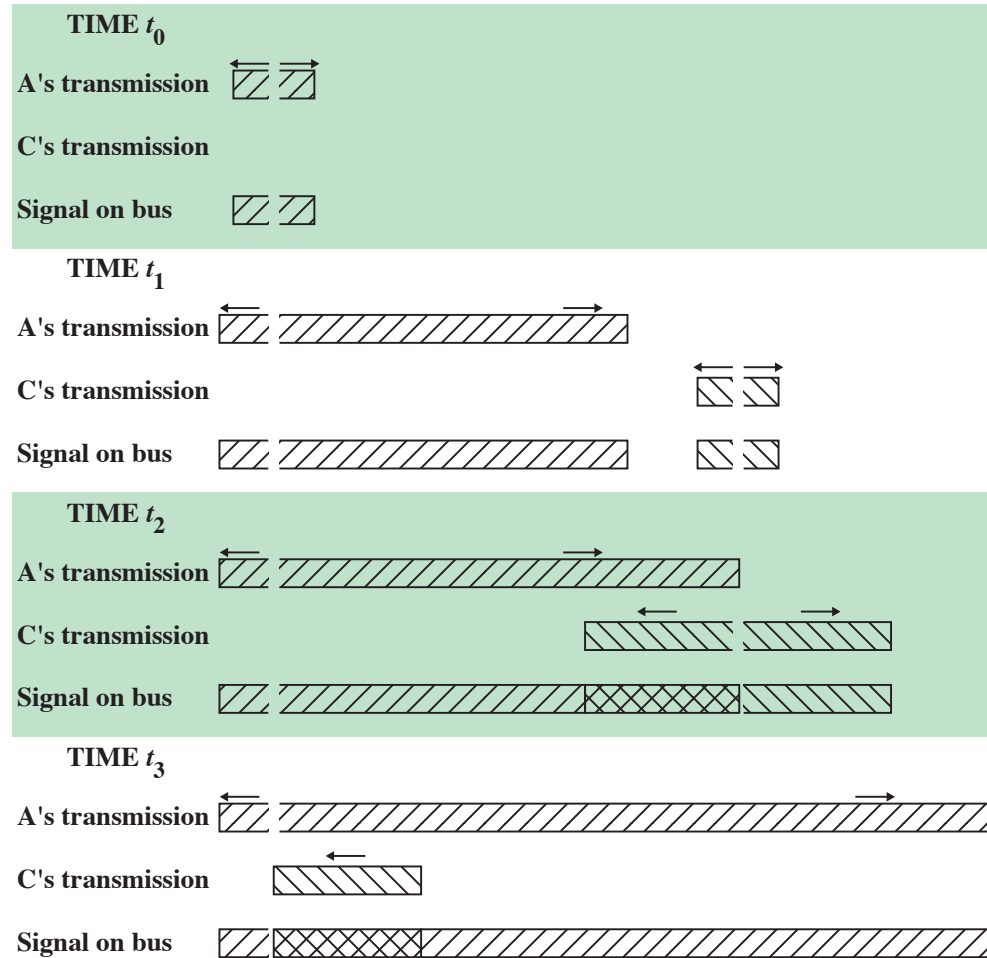 TIME t0
A's transmission
C's transmission
Signal on bus
TIME t1
A's transmission
C's transmission
Signal on bus
TIME t2
A's transmission
C's transmission
Signal on bus
TIME t3
A's transmission
C's transmission
Signal on bus